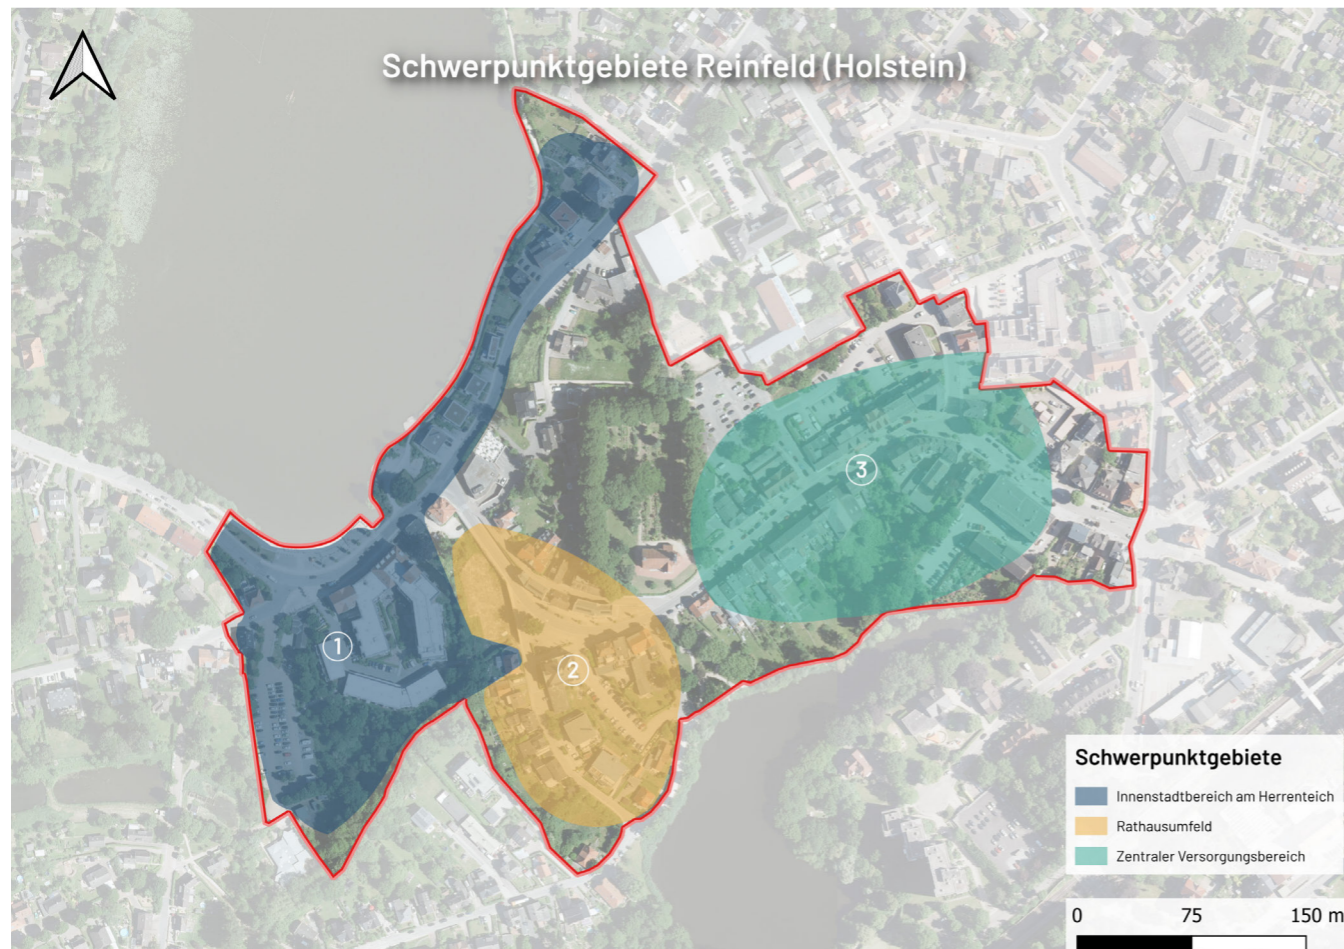 Schwerpunktgebiete Reinfeld (Holstein)
3
1
2
Schwerpunktgebiete
Innenstadtbereich am Herrenteich
Rathausumfeld
Zentraler Versorgungsbereich
0 75 150 m